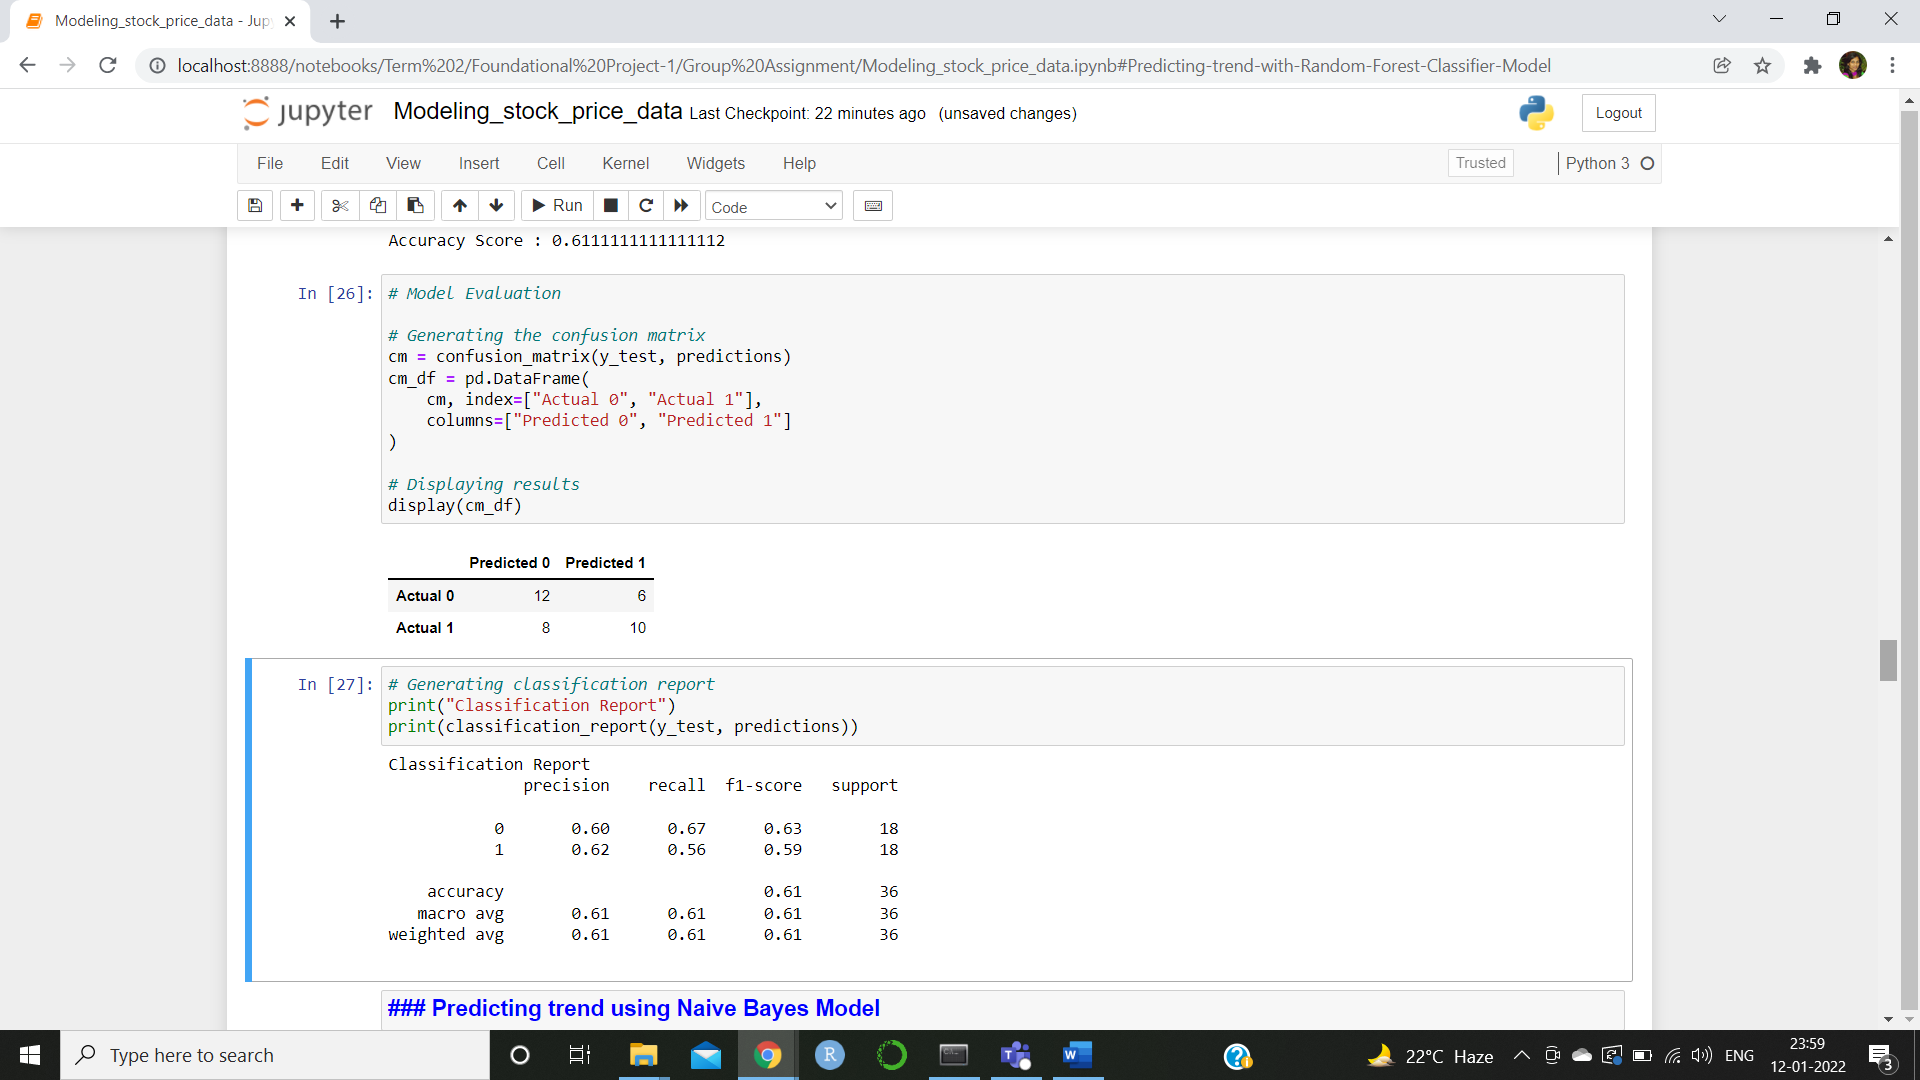 Modeling_stock_price_data - Jup
localhost:8888/notebooks/Term%202/Foundational%20Project-1/Group%20Assignment/Modeling_stock_price_data.ipynb#Predicting-trend-with-Random-Forest-Classifier-Model
jupyter Modeling_stock_price_data Last Checkpoint: 22 minutes ago (unsaved changes) Logout
File Edit View Insert Cell Kernel Widgets Help Trusted Python 3
Run Code
Accuracy Score : 0.6111111111111112
In [26]: # Model Evaluation
# Generating the confusion matrix
cm = confusion_matrix(y_test, predictions)
cm_df = pd.DataFrame(
    cm, index=["Actual 0", "Actual 1"],
    columns=["Predicted 0", "Predicted 1"]
)
# Displaying results
display(cm_df)
Predicted 0 Predicted 1
Actual 0 12 6
Actual 1 8 10
In [27]: # Generating classification report
print("Classification Report")
print(classification_report(y_test, predictions))
Classification Report
precision recall f1-score support
0 0.60 0.67 0.63 18
1 0.62 0.56 0.59 18
accuracy 0.61 36
macro avg 0.61 0.61 0.61 36
weighted avg 0.61 0.61 0.61 36
### Predicting trend using Naive Bayes Model
Type here to search
R
W
22°C Haze
ENG
23:59
12-01-2022
3